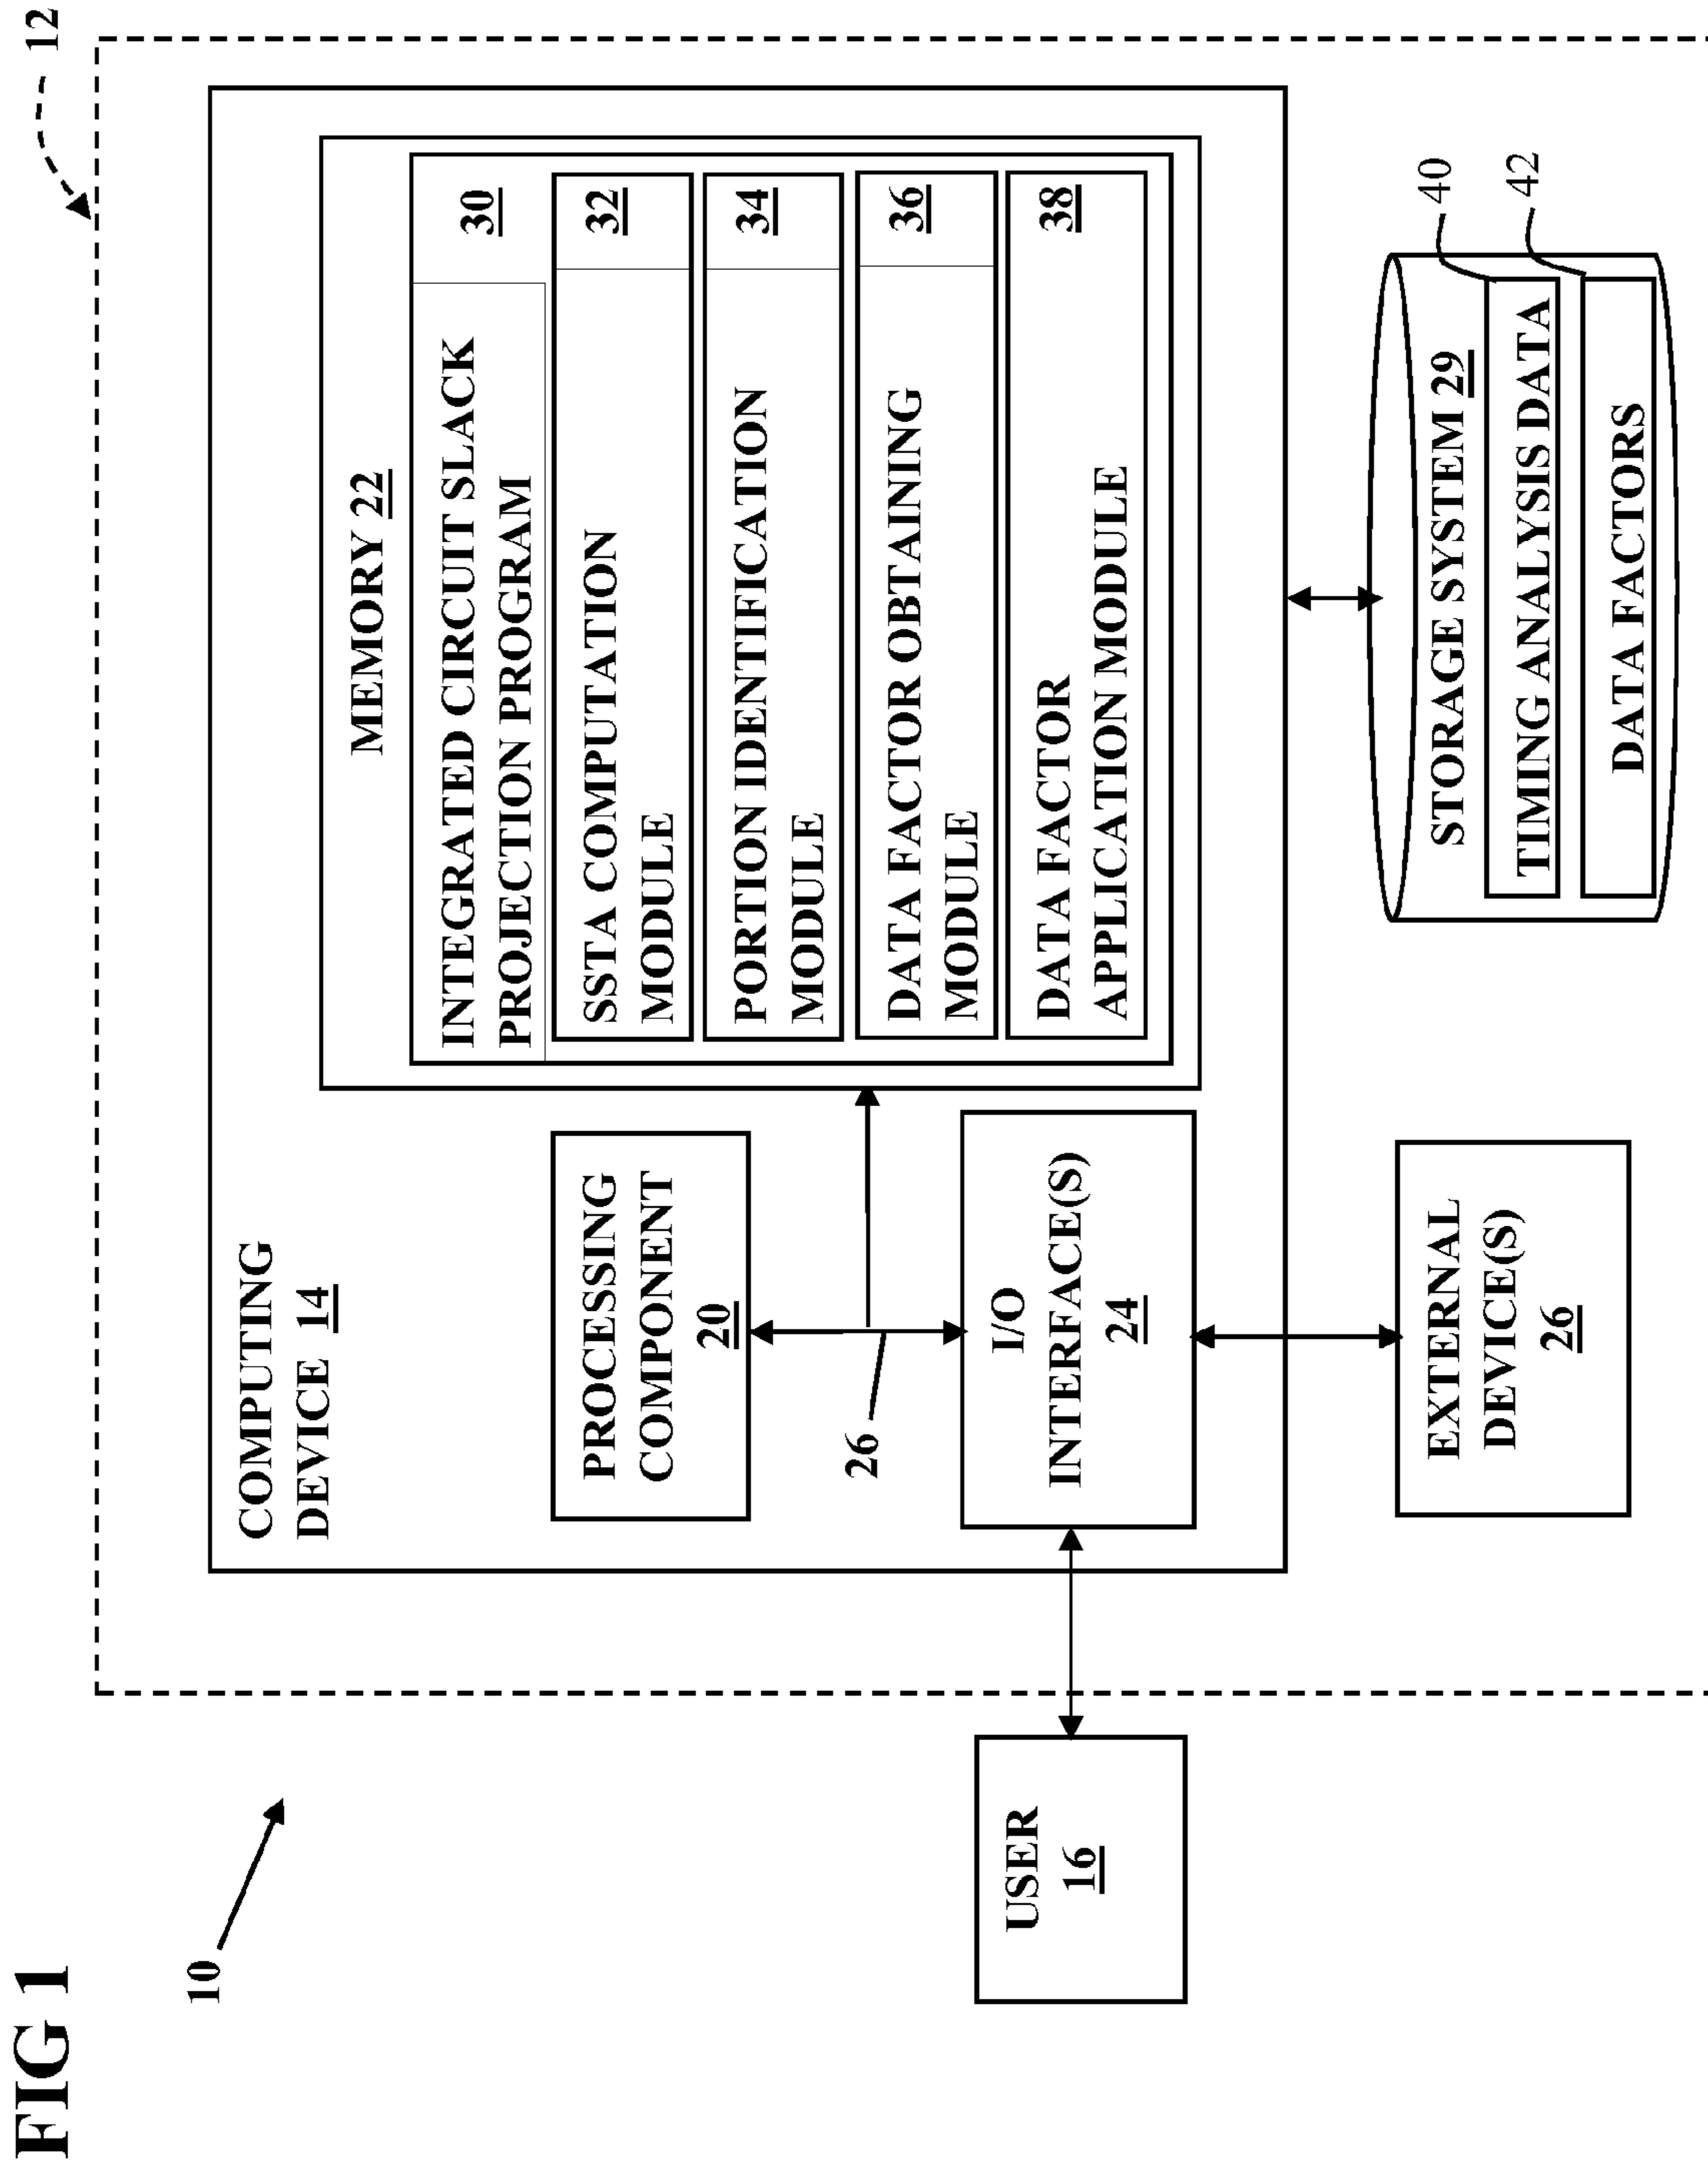 FIG 1
10
12
COMPUTING
DEVICE 14
MEMORY 22
INTEGRATED CIRCUIT SLACK
PROJECTION PROGRAM
30
SSTA COMPUTATION
MODULE
32
PORTION IDENTIFICATION
MODULE
34
DATA FACTOR OBTAINING
MODULE
36
DATA FACTOR
APPLICATION MODULE
38
PROCESSING
COMPONENT
20
26
I/O
INTERFACE(S)
24
USER
16
EXTERNAL
DEVICE(S)
26
STORAGE SYSTEM 29
TIMING ANALYSIS DATA
40
DATA FACTORS
42